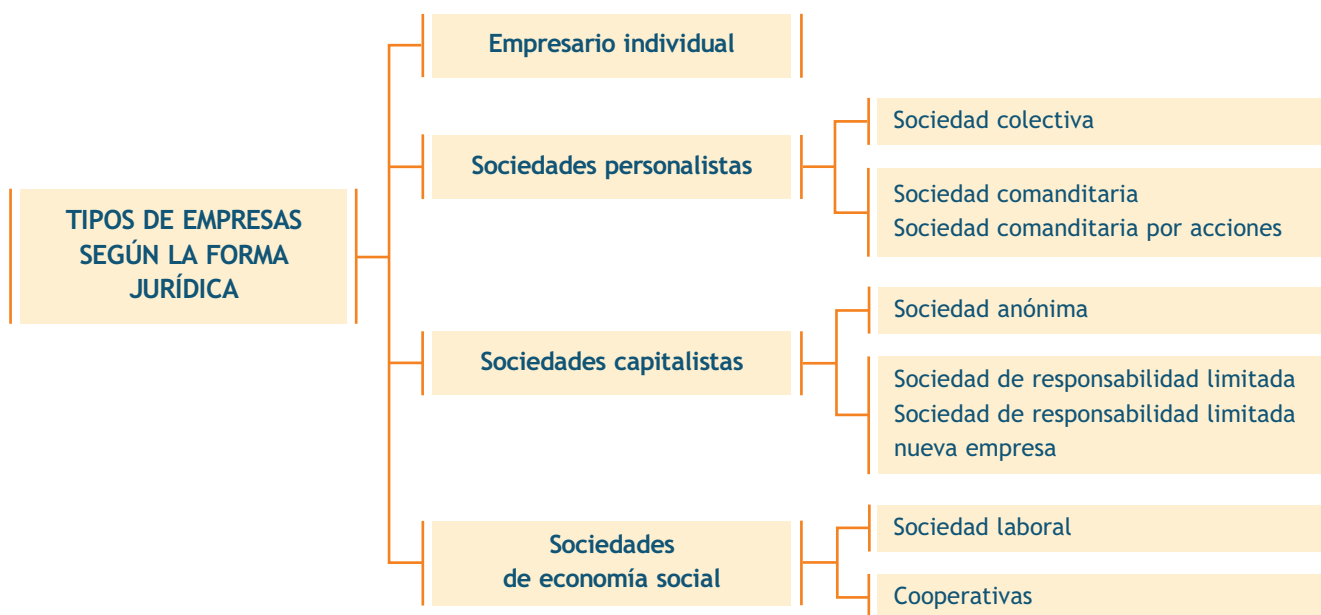 TIPOS DE EMPRESAS
SEGÚN LA FORMA
JURÍDICA
Empresario individual
Sociedades personalistas
Sociedad colectiva
Sociedad comanditaria
Sociedad comanditaria por acciones
Sociedades capitalistas
Sociedad anónima
Sociedad de responsabilidad limitada
Sociedad de responsabilidad limitada
nueva empresa
Sociedades
de economía social
Sociedad laboral
Cooperativas